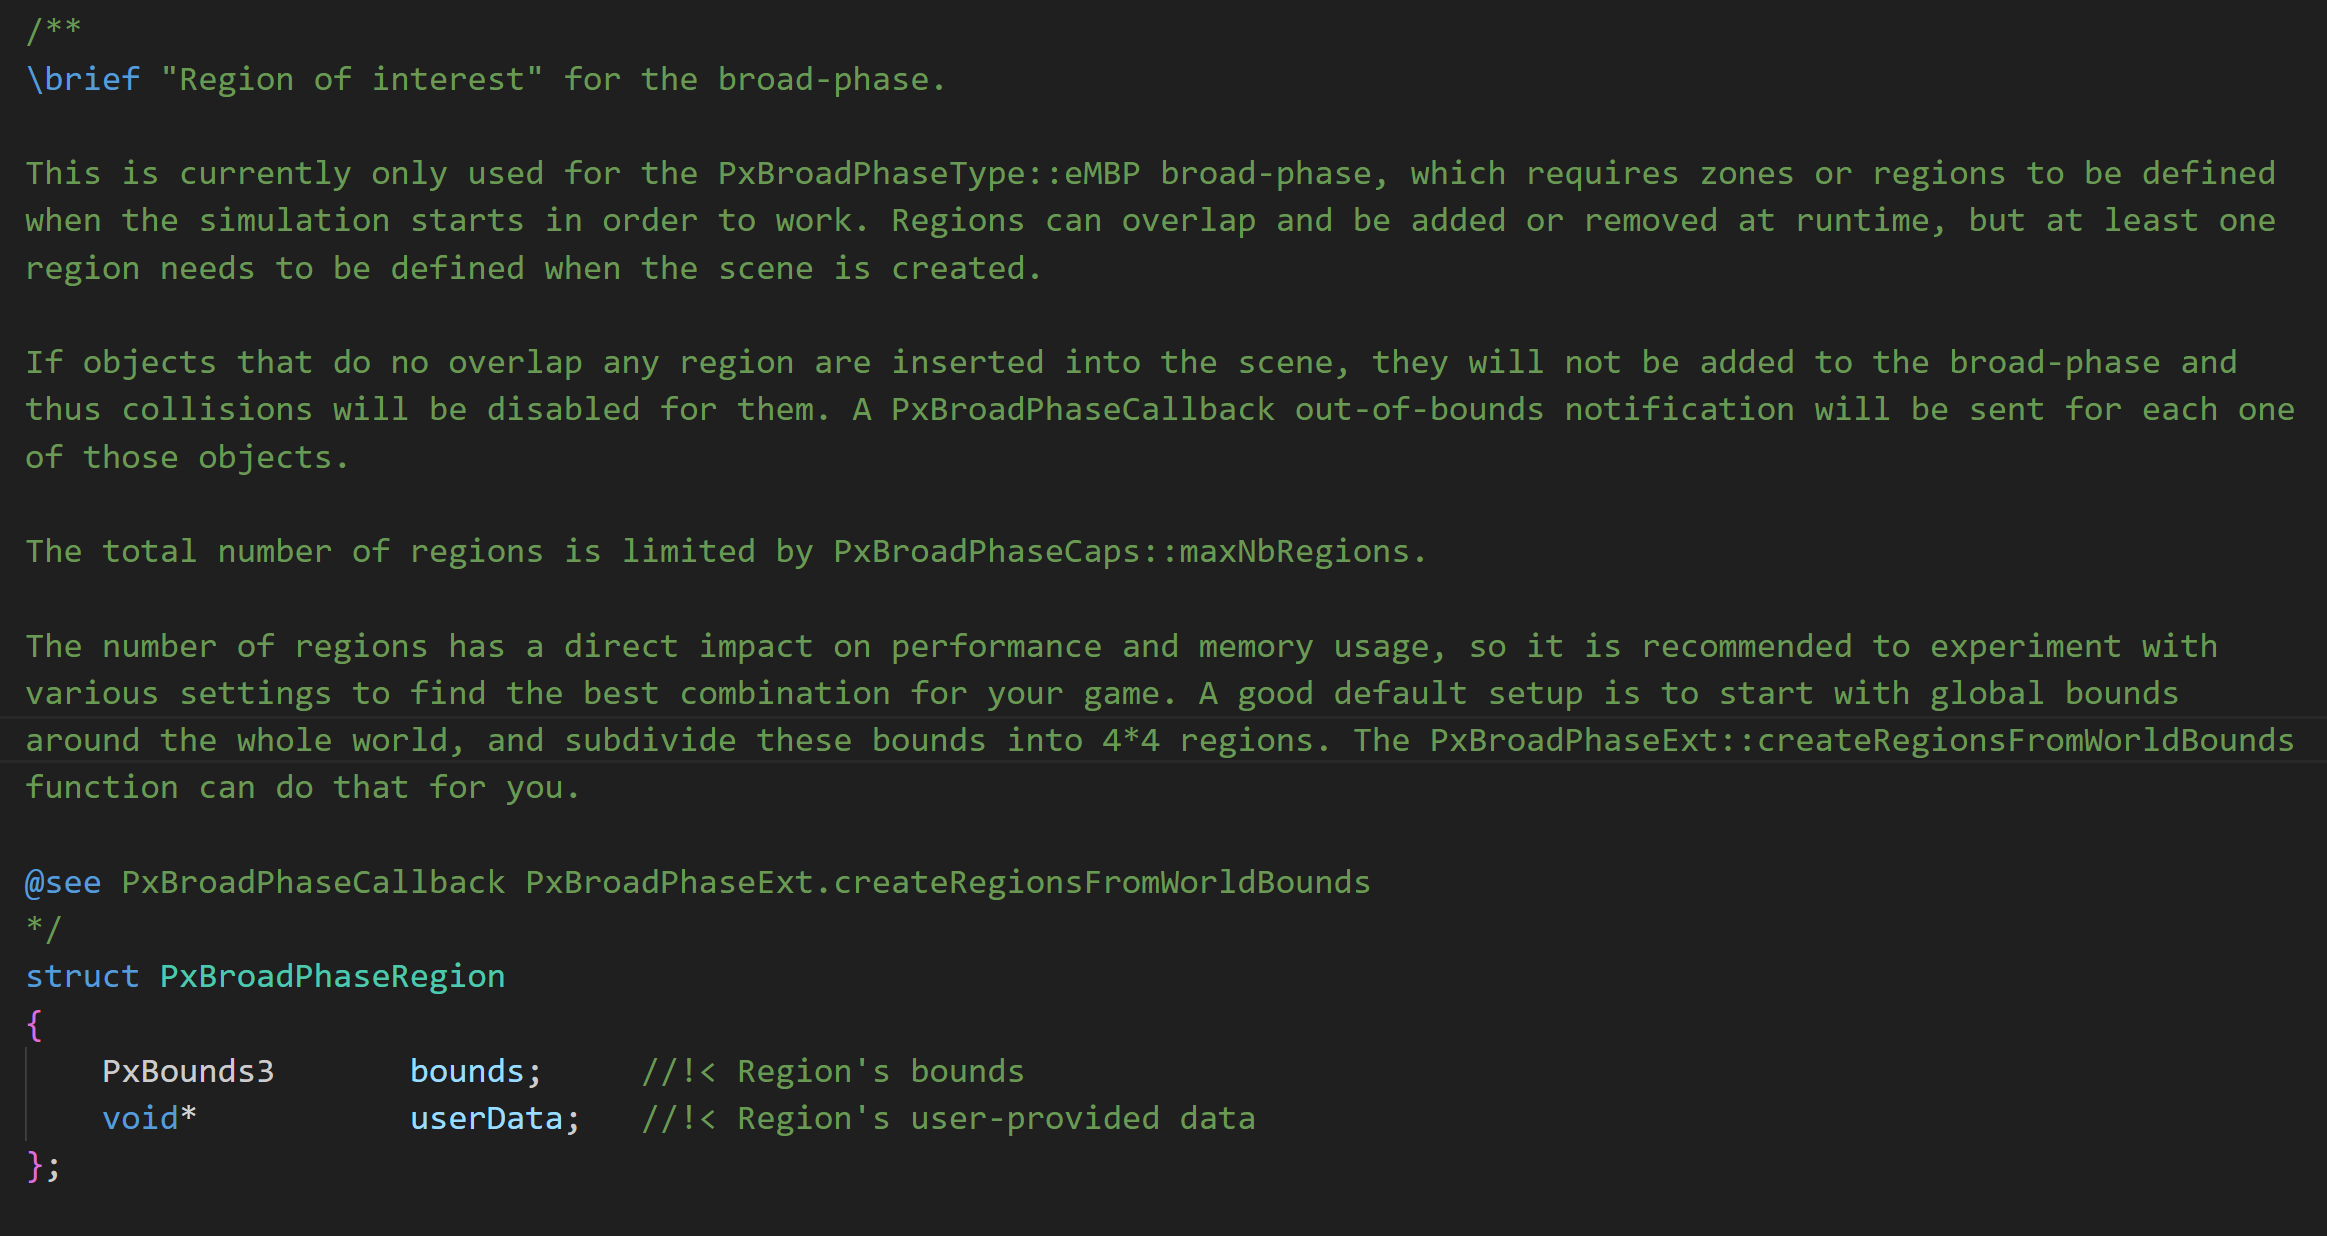 /**
\brief "Region of interest" for the broad-phase.
This is currently only used for the PxBroadPhaseType::eMBP broad-phase, which requires zones or regions to be defined
when the simulation starts in order to work. Regions can overlap and be added or removed at runtime, but at least one
region needs to be defined when the scene is created.
If objects that do no overlap any region are inserted into the scene, they will not be added to the broad-phase and
thus collisions will be disabled for them. A PxBroadPhaseCallback out-of-bounds notification will be sent for each one
of those objects.
The total number of regions is limited by PxBroadPhaseCaps::maxNbRegions.
The number of regions has a direct impact on performance and memory usage, so it is recommended to experiment with
various settings to find the best combination for your game. A good default setup is to start with global bounds
around the whole world, and subdivide these bounds into 4*4 regions. The PxBroadPhaseExt::createRegionsFromWorldBounds
function can do that for you.
@see PxBroadPhaseCallback PxBroadPhaseExt.createRegionsFromWorldBounds
*/
struct PxBroadPhaseRegion
{
    PxBounds3       bounds;     //!< Region's bounds
    void*           userData;   //!< Region's user-provided data
};